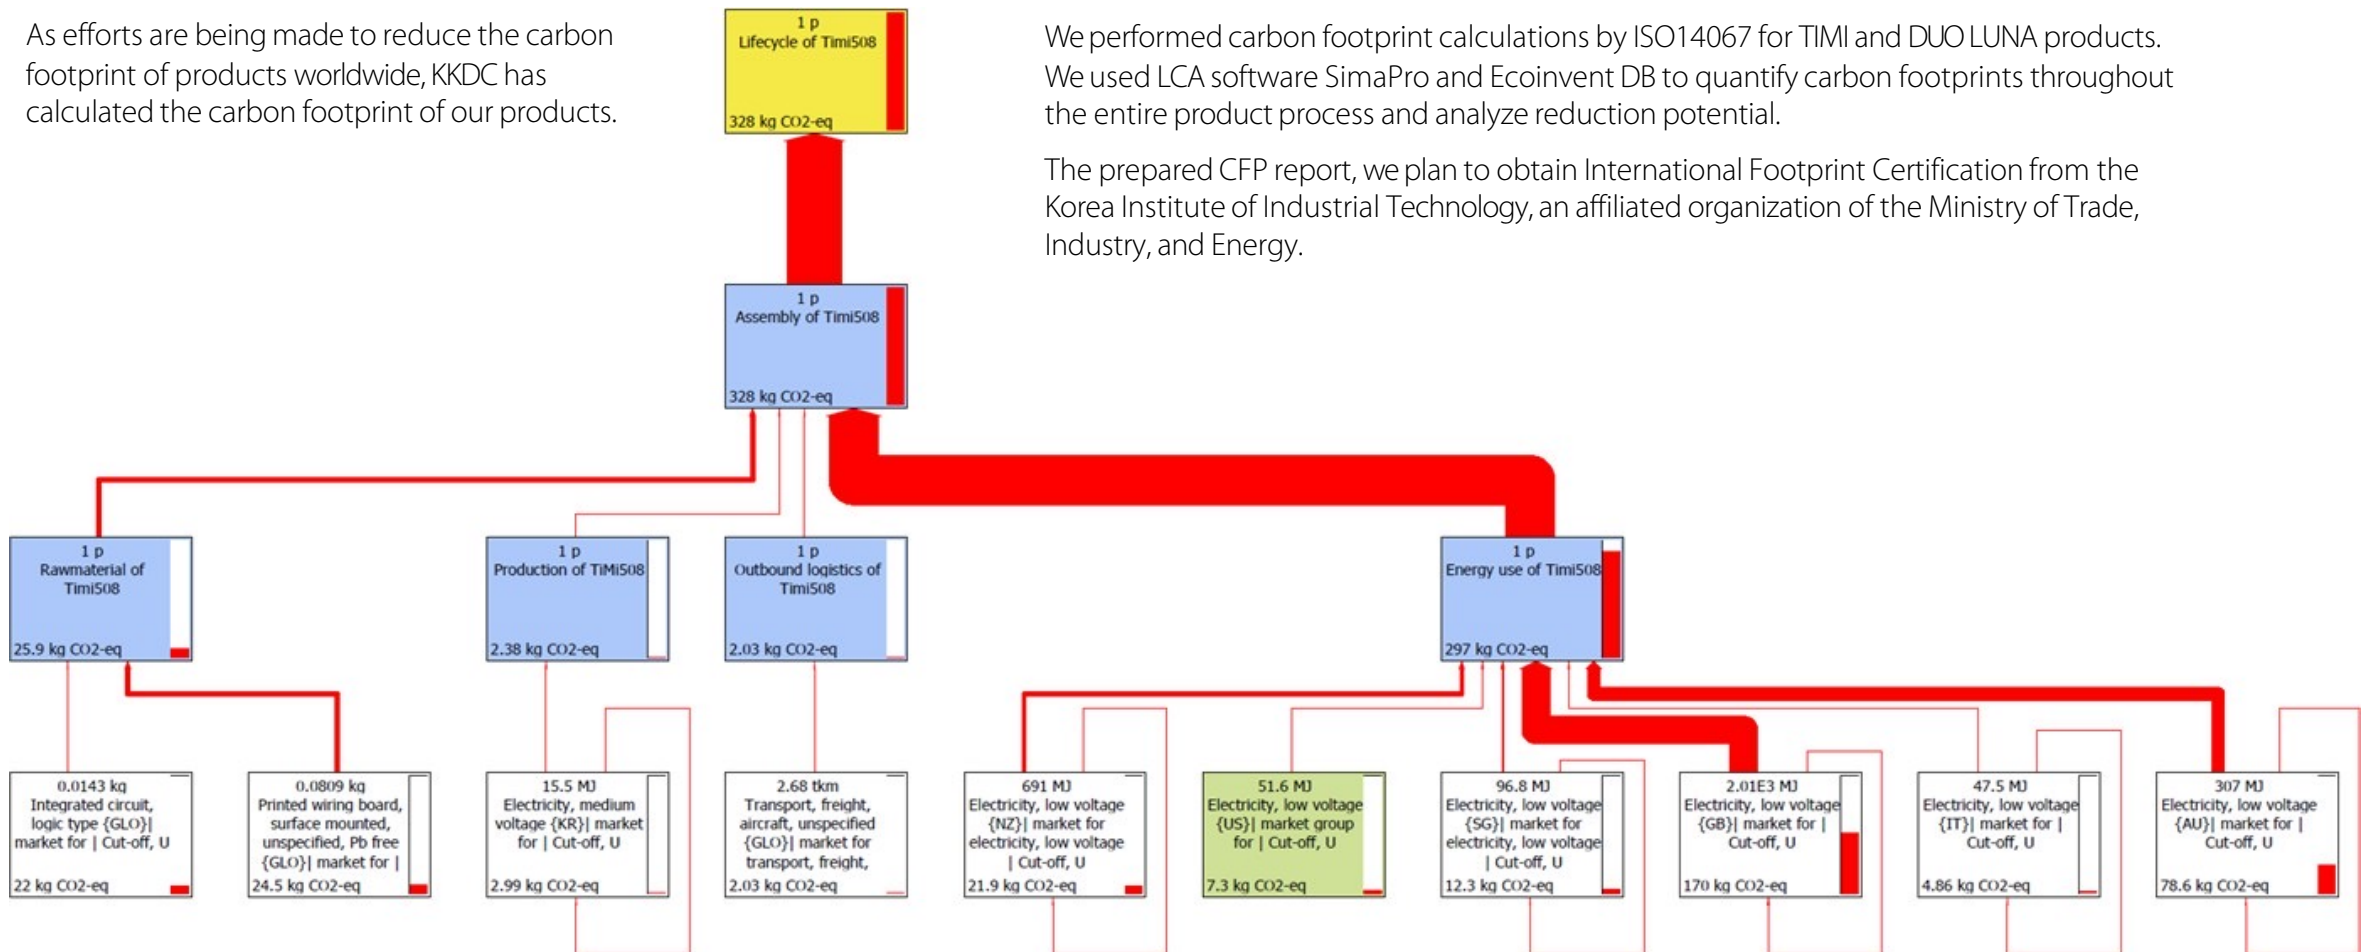 As efforts are being made to reduce the carbon
footprint of products worldwide, KKDC has
calculated the carbon footprint of our products.
We performed carbon footprint calculations by ISO14067 for TIMI and DUO LUNA products.
We used LCA software SimaPro and Ecoinvent DB to quantify carbon footprints throughout
the entire product process and analyze reduction potential.
The prepared CFP report, we plan to obtain International Footprint Certification from the
Korea Institute of Industrial Technology, an affiliated organization of the Ministry of Trade,
Industry, and Energy.
1 p
Lifecycle of Timi508
328 kg CO2-eq
1 p
Assembly of Timi508
328 kg CO2-eq
1 p
Rawmaterial of
Timi508
25.9 kg CO2-eq
1 p
Production of TiMi508
2.38 kg CO2-eq
1 p
Outbound logistics of
Timi508
2.03 kg CO2-eq
1 p
Energy use of Timi508
297 kg CO2-eq
0.0143 kg
Integrated circuit,
logic type {GLO}|
market for | Cut-off, U
22 kg CO2-eq
0.0809 kg
Printed wiring board,
surface mounted,
unspecified, Pb free
{GLO}| market for |
24.5 kg CO2-eq
15.5 MJ
Electricity, medium
voltage {KR}| market
for | Cut-off, U
2.99 kg CO2-eq
2.68 tkm
Transport, freight,
aircraft, unspecified
{GLO}| market for
transport, freight,
2.03 kg CO2-eq
691 MJ
Electricity, low voltage
{NZ}| market for
electricity, low voltage
| Cut-off, U
21.9 kg CO2-eq
51.6 MJ
Electricity, low voltage
{US}| market group
for | Cut-off, U
7.3 kg CO2-eq
96.8 MJ
Electricity, low voltage
{SG}| market for
electricity, low voltage
| Cut-off, U
12.3 kg CO2-eq
2.01E3 MJ
Electricity, low voltage
{GB}| market for |
Cut-off, U
170 kg CO2-eq
47.5 MJ
Electricity, low voltage
{IT}| market for |
Cut-off, U
4.86 kg CO2-eq
307 MJ
Electricity, low voltage
{AU}| market for |
Cut-off, U
78.6 kg CO2-eq